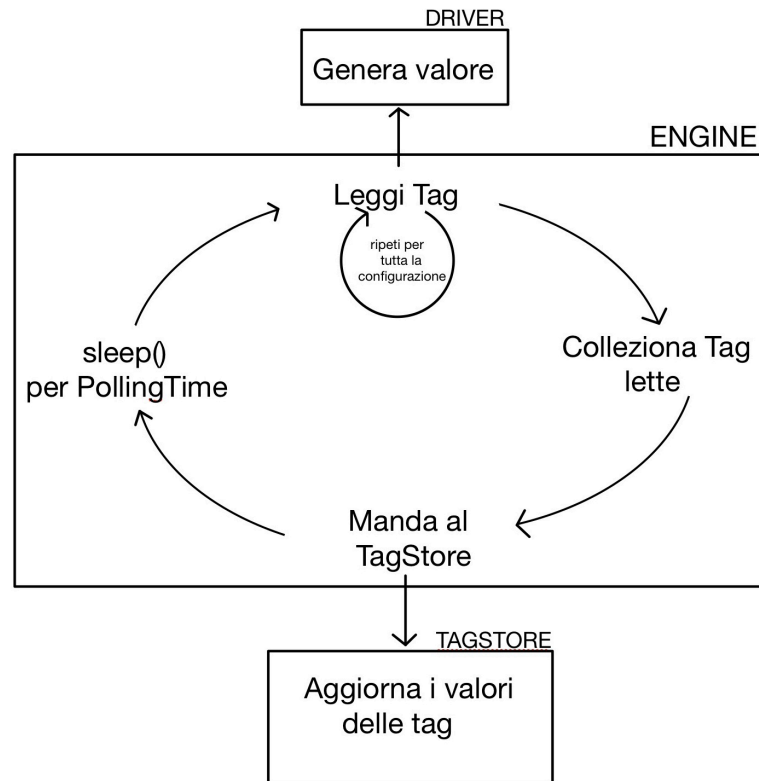 DRIVER
Genera valore
ENGINE
Leggi Tag
ripeti per
tutta la
configurazione
Colleziona Tag
lette
sleep()
per PollingTime
Manda al
TagStore
TAGSTORE
Aggiorna i valori
delle tag